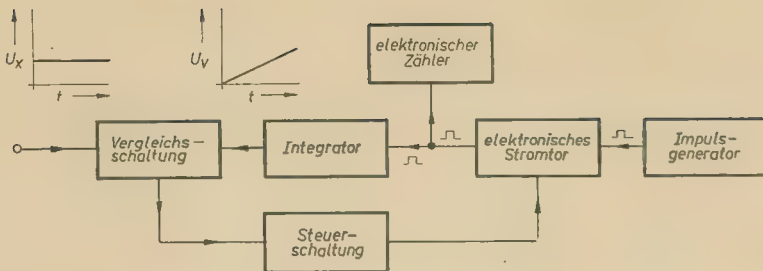 U_x
t
U_v
t
elektronischer
Zähler
Vergleichs-
schaltung
Integrator
elektronisches
Stromtor
Impuls-
generator
Steuer-
schaltung